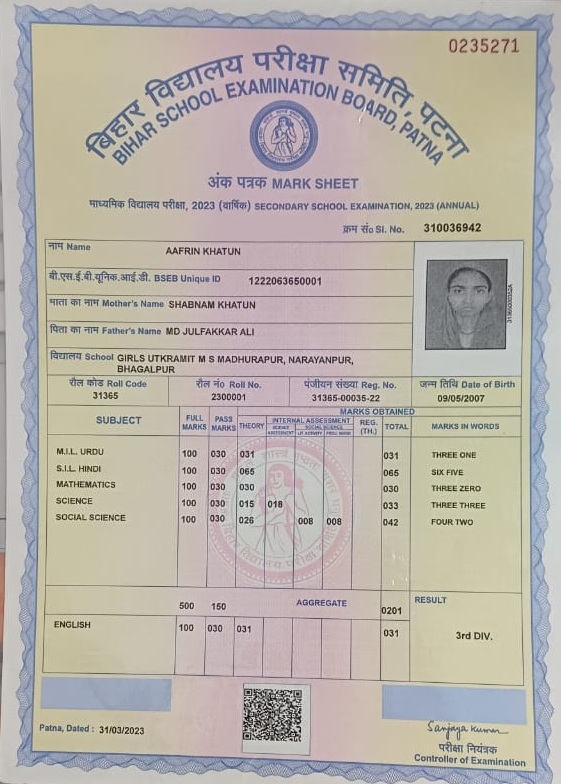 0235271
बिहार विद्यालय परीक्षा समिति, पटना
BIHAR SCHOOL EXAMINATION BOARD, PATNA
अंक पत्रक MARK SHEET
माध्यमिक विद्यालय परीक्षा, 2023 (वार्षिक) SECONDARY SCHOOL EXAMINATION, 2023 (ANNUAL)
क्रम सं० Sl. No. 310036942
नाम Name AAFRIN KHATUN
बी.एस.ई.बी.यूनिक.आई.डी. BSEB Unique ID 1222063650001
माता का नाम Mother's Name SHABNAM KHATUN
पिता का नाम Father's Name MD JULFAKKAR ALI
विद्यालय School GIRLS UTKRAMIT M S MADHURAPUR, NARAYANPUR,
BHAGALPUR
रौल कोड Roll Code रौल नं० Roll No. पंजीयन संख्या Reg. No. जन्म तिथि Date of Birth
31365 2300001 31365-00035-22 09/05/2007
MARKS OBTAINED
SUBJECT FULL MARKS PASS MARKS THEORY INTERNAL ASSESSMENT REG. (TH.) TOTAL MARKS IN WORDS
SOCIAL SCIENCE
M.I.L. URDU 100 030 031 031 THREE ONE
S.I.L. HINDI 100 030 065 065 SIX FIVE
MATHEMATICS 100 030 030 030 THREE ZERO
SCIENCE 100 030 015 018 033 THREE THREE
SOCIAL SCIENCE 100 030 026 008 008 042 FOUR TWO
500 150 AGGREGATE 0201 RESULT
ENGLISH 100 030 031 031 3rd DIV.
Patna, Dated : 31/03/2023
Sanjaya Kumar
परीक्षा नियंत्रक
Controller of Examination